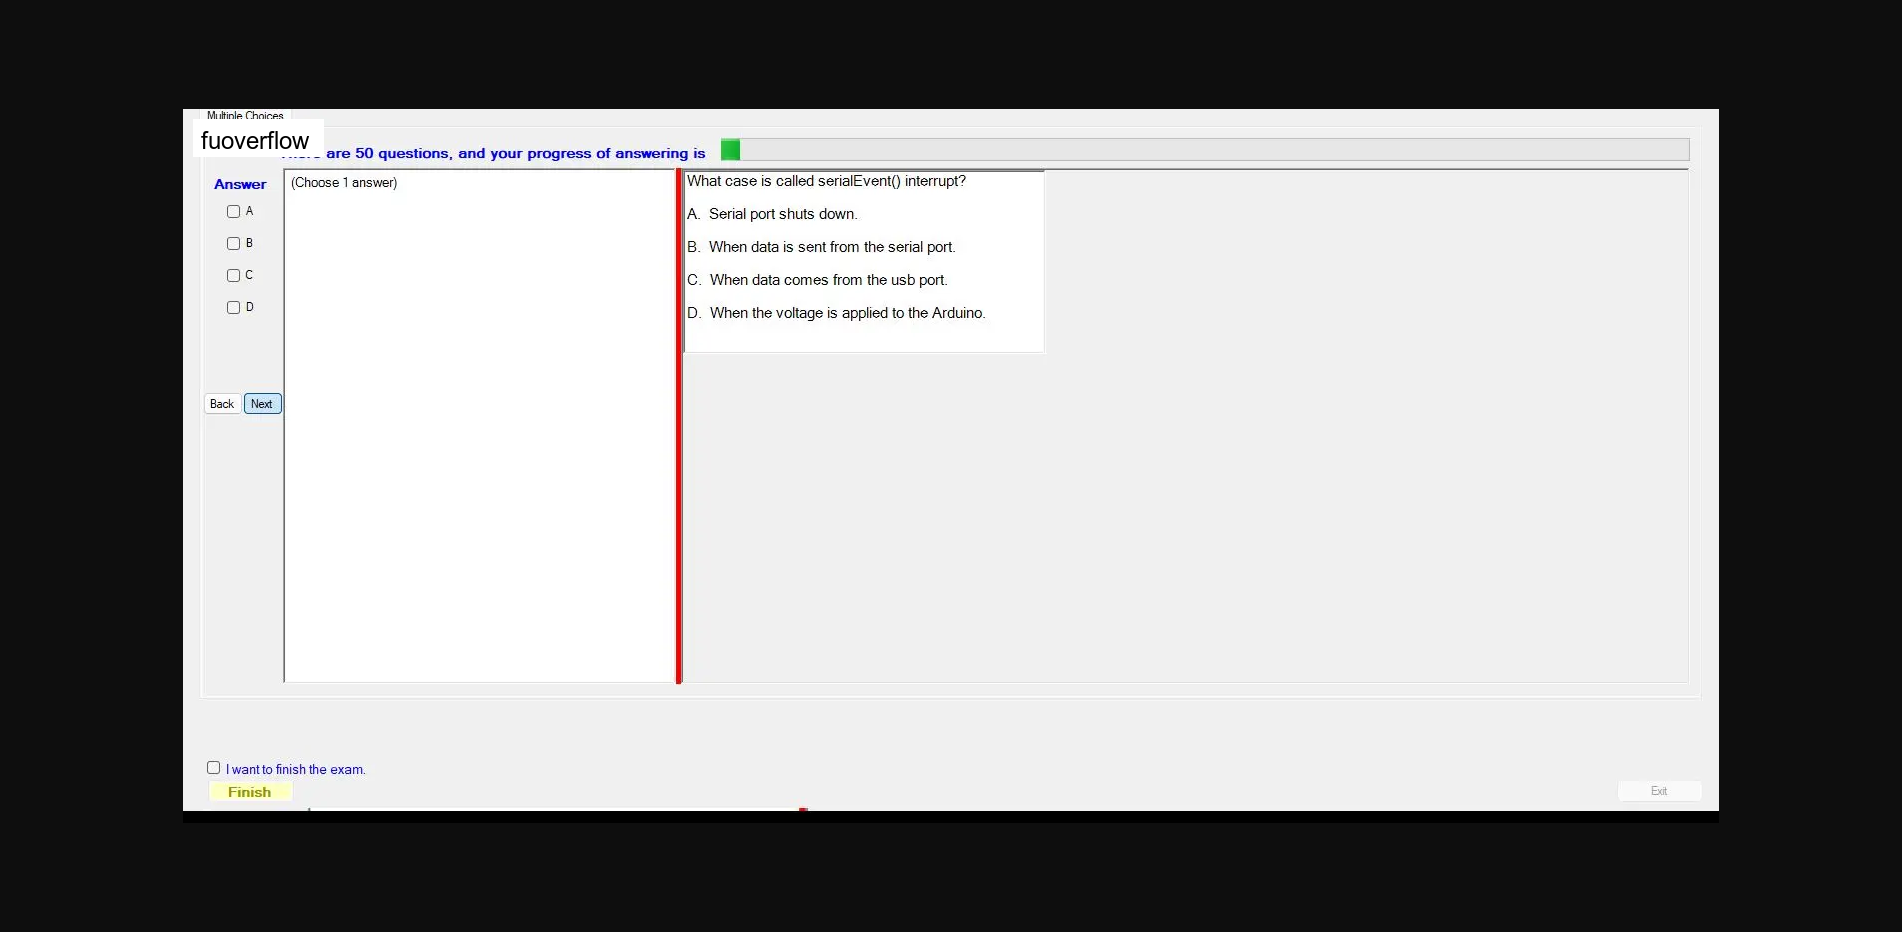 Multiple Choices
fuoverflow
are 50 questions, and your progress of answering is
Answer
(Choose 1 answer)
A
B
C
D
Back Next
What case is called serialEvent() interrupt?
A. Serial port shuts down.
B. When data is sent from the serial port.
C. When data comes from the usb port.
D. When the voltage is applied to the Arduino.
I want to finish the exam.
Finish
Exit